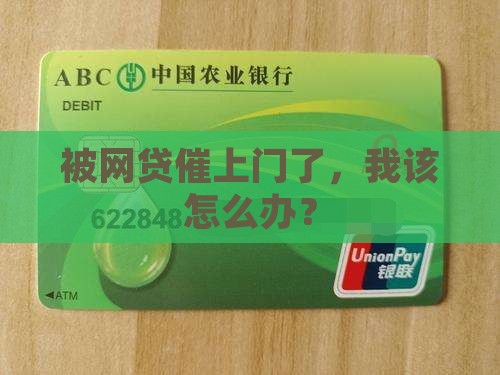 ABC 中国农业银行
DEBIT
被网贷催上门了，我该
怎么办？
622848
ATM
UnionPay
银联